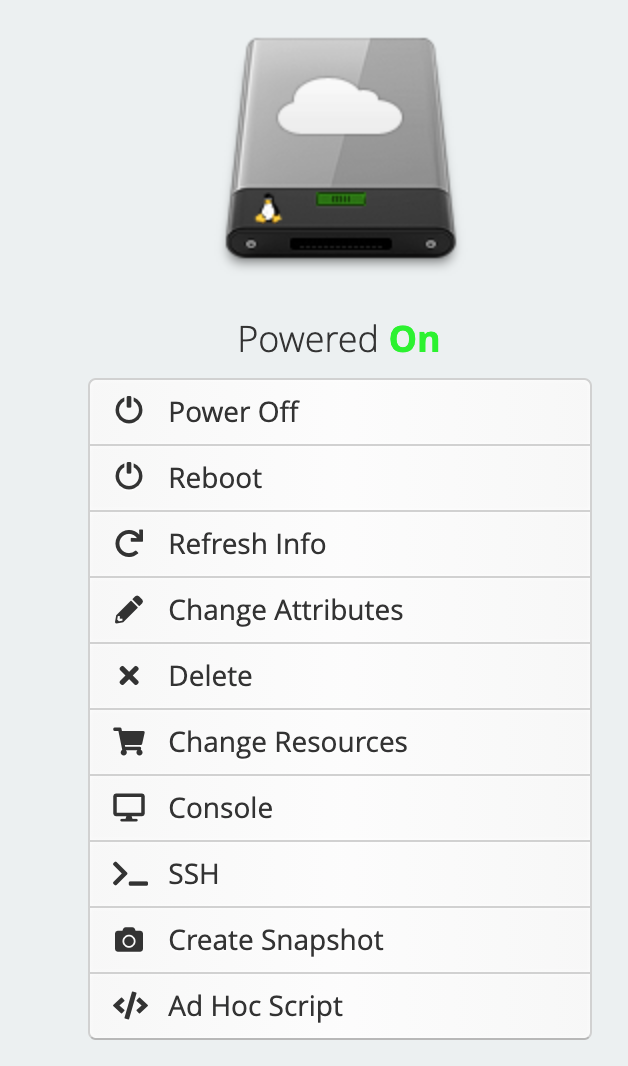 Powered On
Power Off
Reboot
Refresh Info
Change Attributes
Delete
Change Resources
Console
SSH
Create Snapshot
Ad Hoc Script